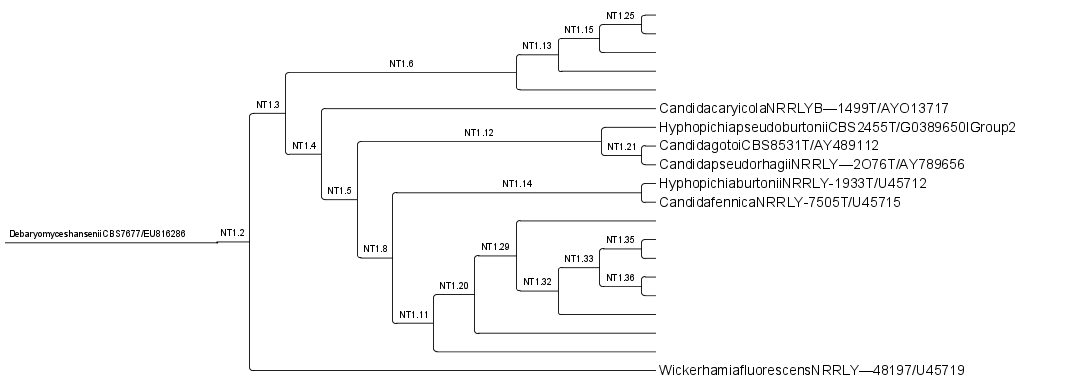 NT1.25
NT1.15
NT1.13
NT1.6
NT1.3
CandidacaryicolaNRRLYB—1499T/AYO13717
HyphopichiapseudoburtoniiCBS2455T/G0389650IGroup2
NT1.12
NT1.4
NT1.21
CandidagotoiCBS8531T/AY489112
CandidapseudorhagiiNRRLY—2O76T/AY789656
NT1.14
HyphopichiaburtoniiNRRLY-1933T/U45712
NT1.5
CandidafennicaNRRLY-7505T/U45715
DebaryomyceshanseniiCBS7677/EU816286
NT1.2
NT1.35
NT1.29
NT1.8
NT1.33
NT1.36
NT1.32
NT1.20
NT1.11
WickerhamiafluorescensNRRLY—48197/U45719